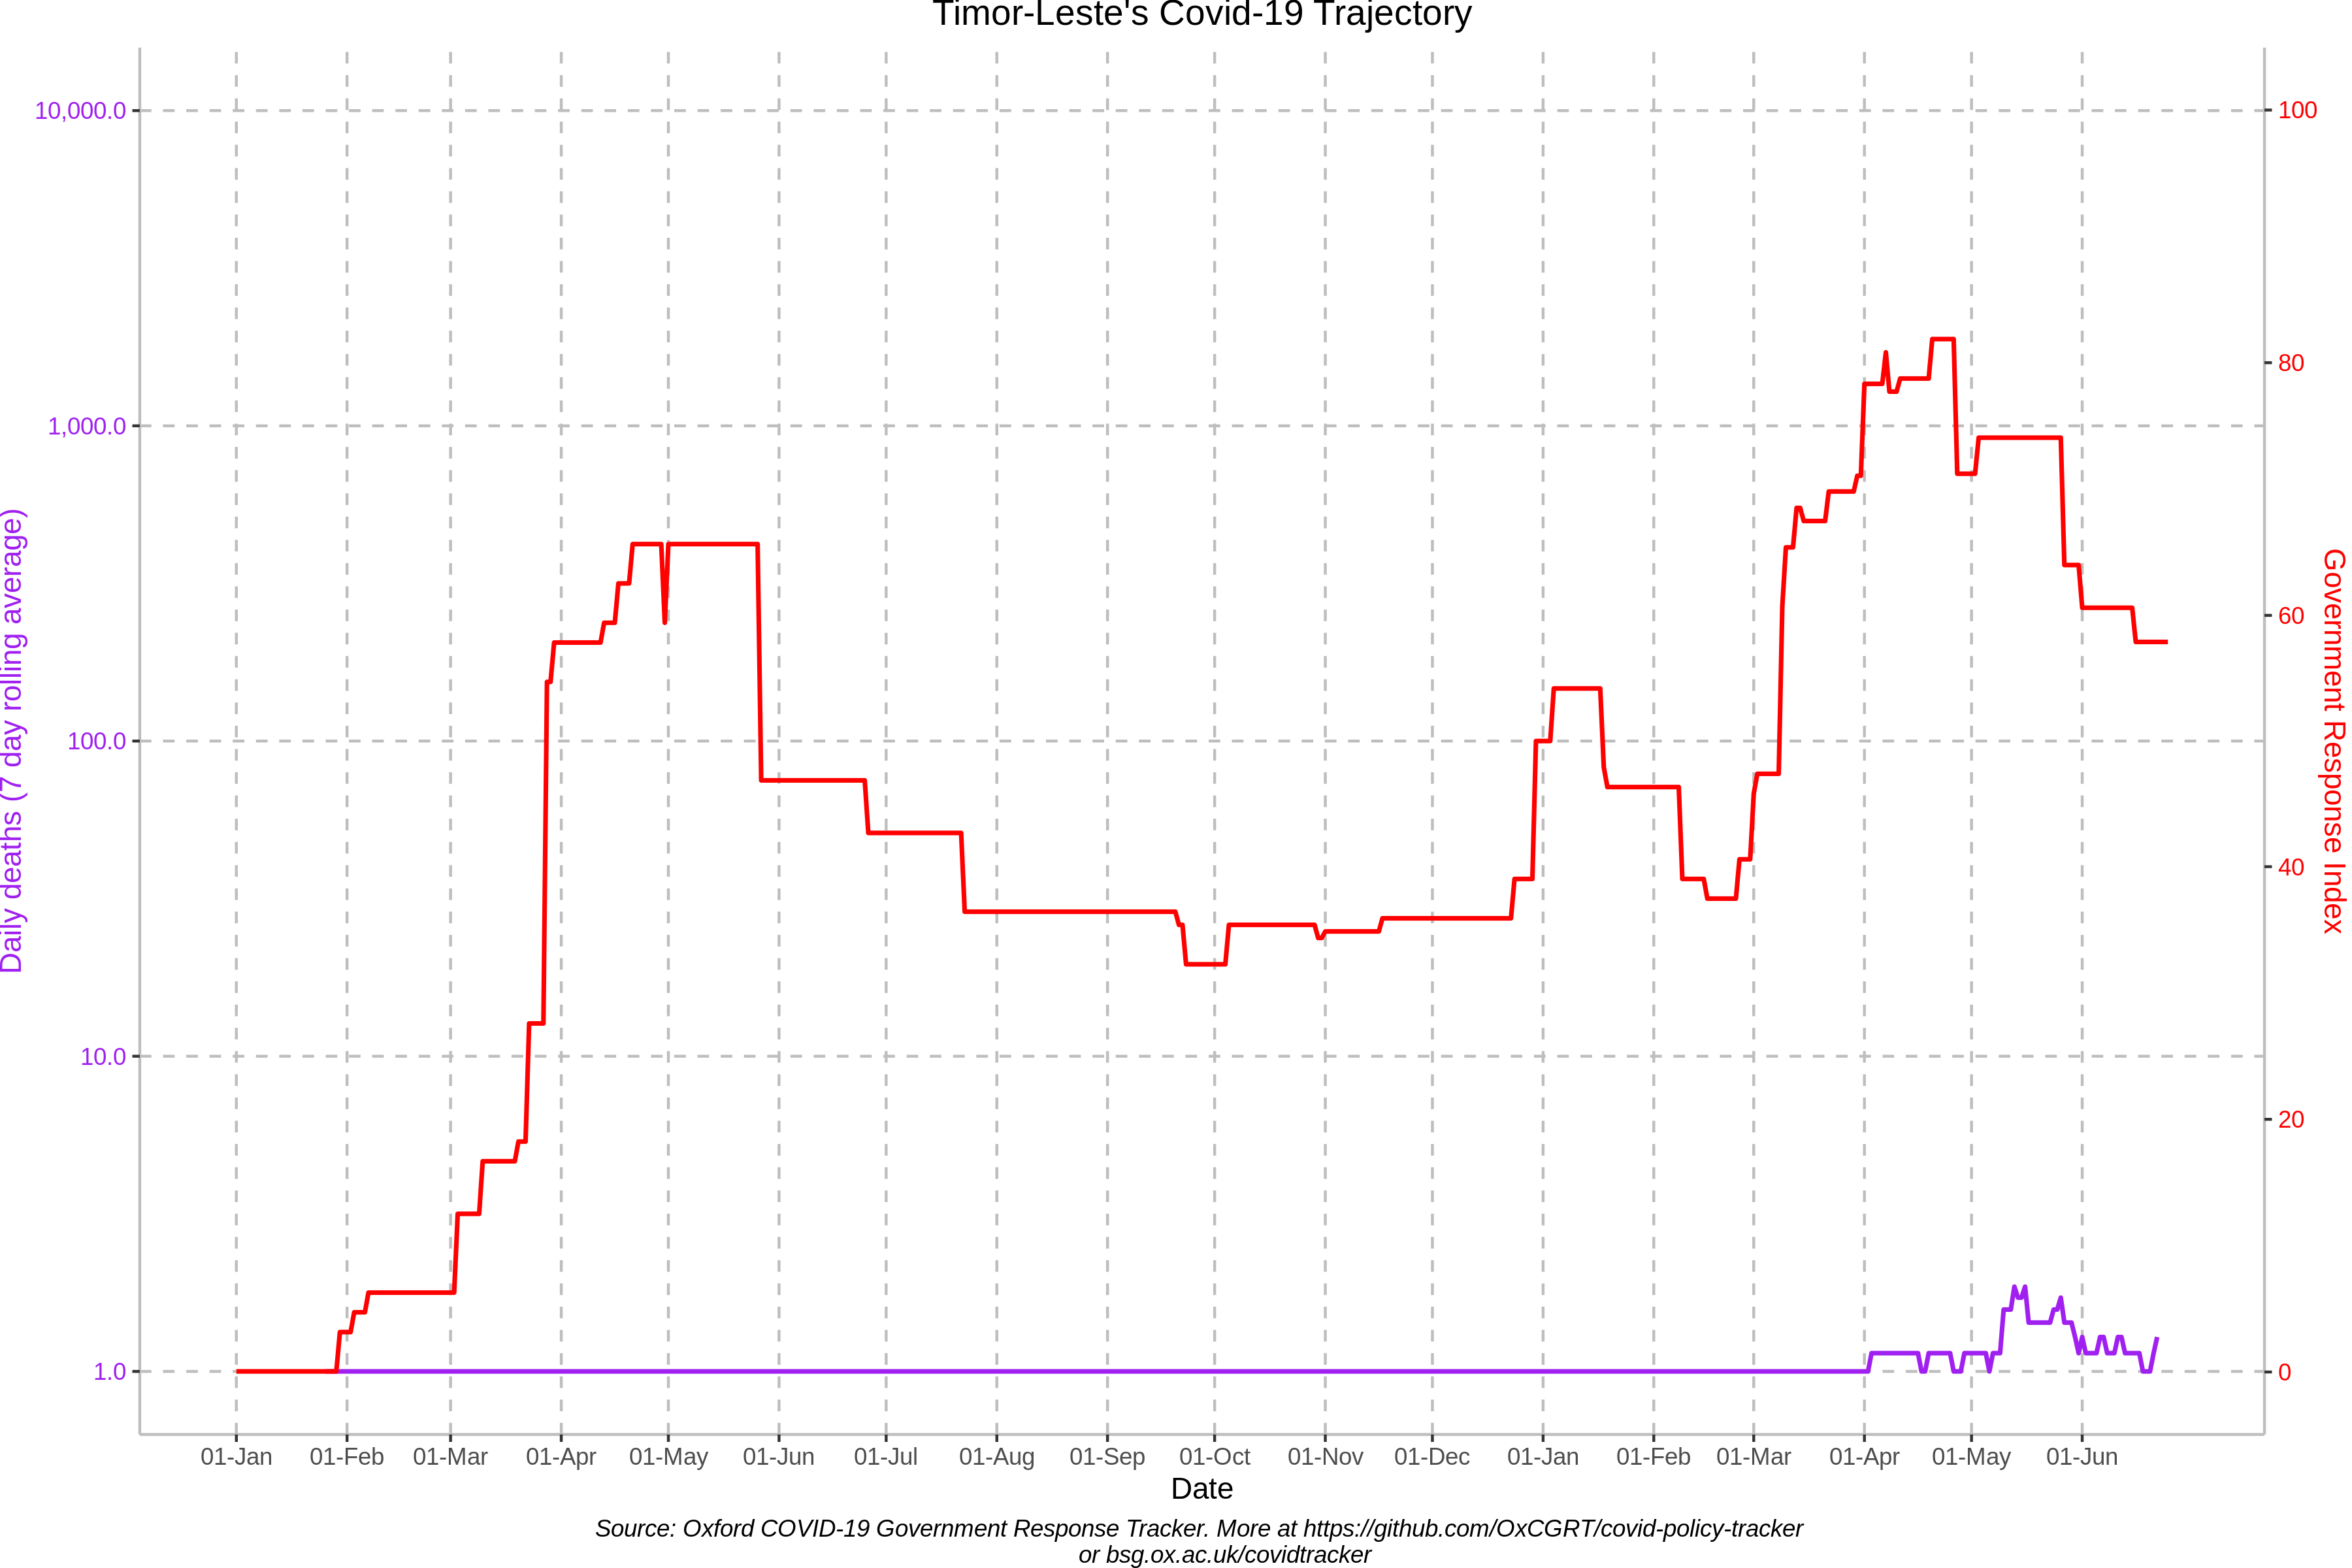 Timor-Leste's Covid-19 Trajectory
10,000.0
1,000.0
100.0
10.0
1.0
Daily deaths (7 day rolling average)
100
80
60
40
20
0
Government Response Index
01-Jan 01-Feb 01-Mar 01-Apr 01-May 01-Jun 01-Jul 01-Aug 01-Sep 01-Oct 01-Nov 01-Dec 01-Jan 01-Feb 01-Mar 01-Apr 01-May 01-Jun
Date
Source: Oxford COVID-19 Government Response Tracker. More at https://github.com/OxCGRT/covid-policy-tracker
or bsg.ox.ac.uk/covidtracker